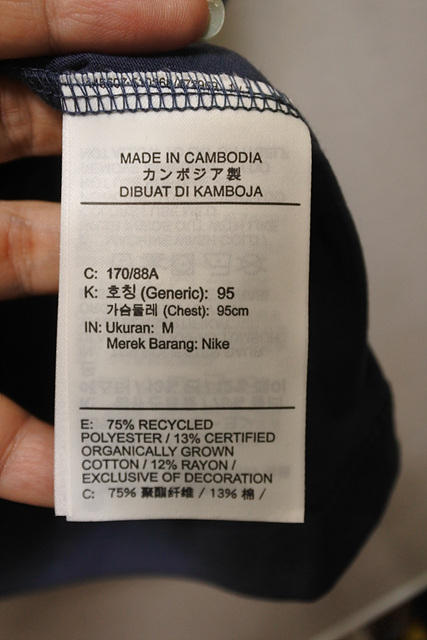 MADE IN CAMBODIA
カンボジア製
DIBUAT DI KAMBOJA
C: 170/88A
K: 호칭 (Generic): 95
가슴둘레 (Chest): 95cm
IN: Ukuran: M
Merek Barang: Nike
E: 75% RECYCLED
POLYESTER / 13% CERTIFIED
ORGANICALLY GROWN
COTTON / 12% RAYON /
EXCLUSIVE OF DECORATION
C: 75% 聚酯纤维 / 13% 棉 /